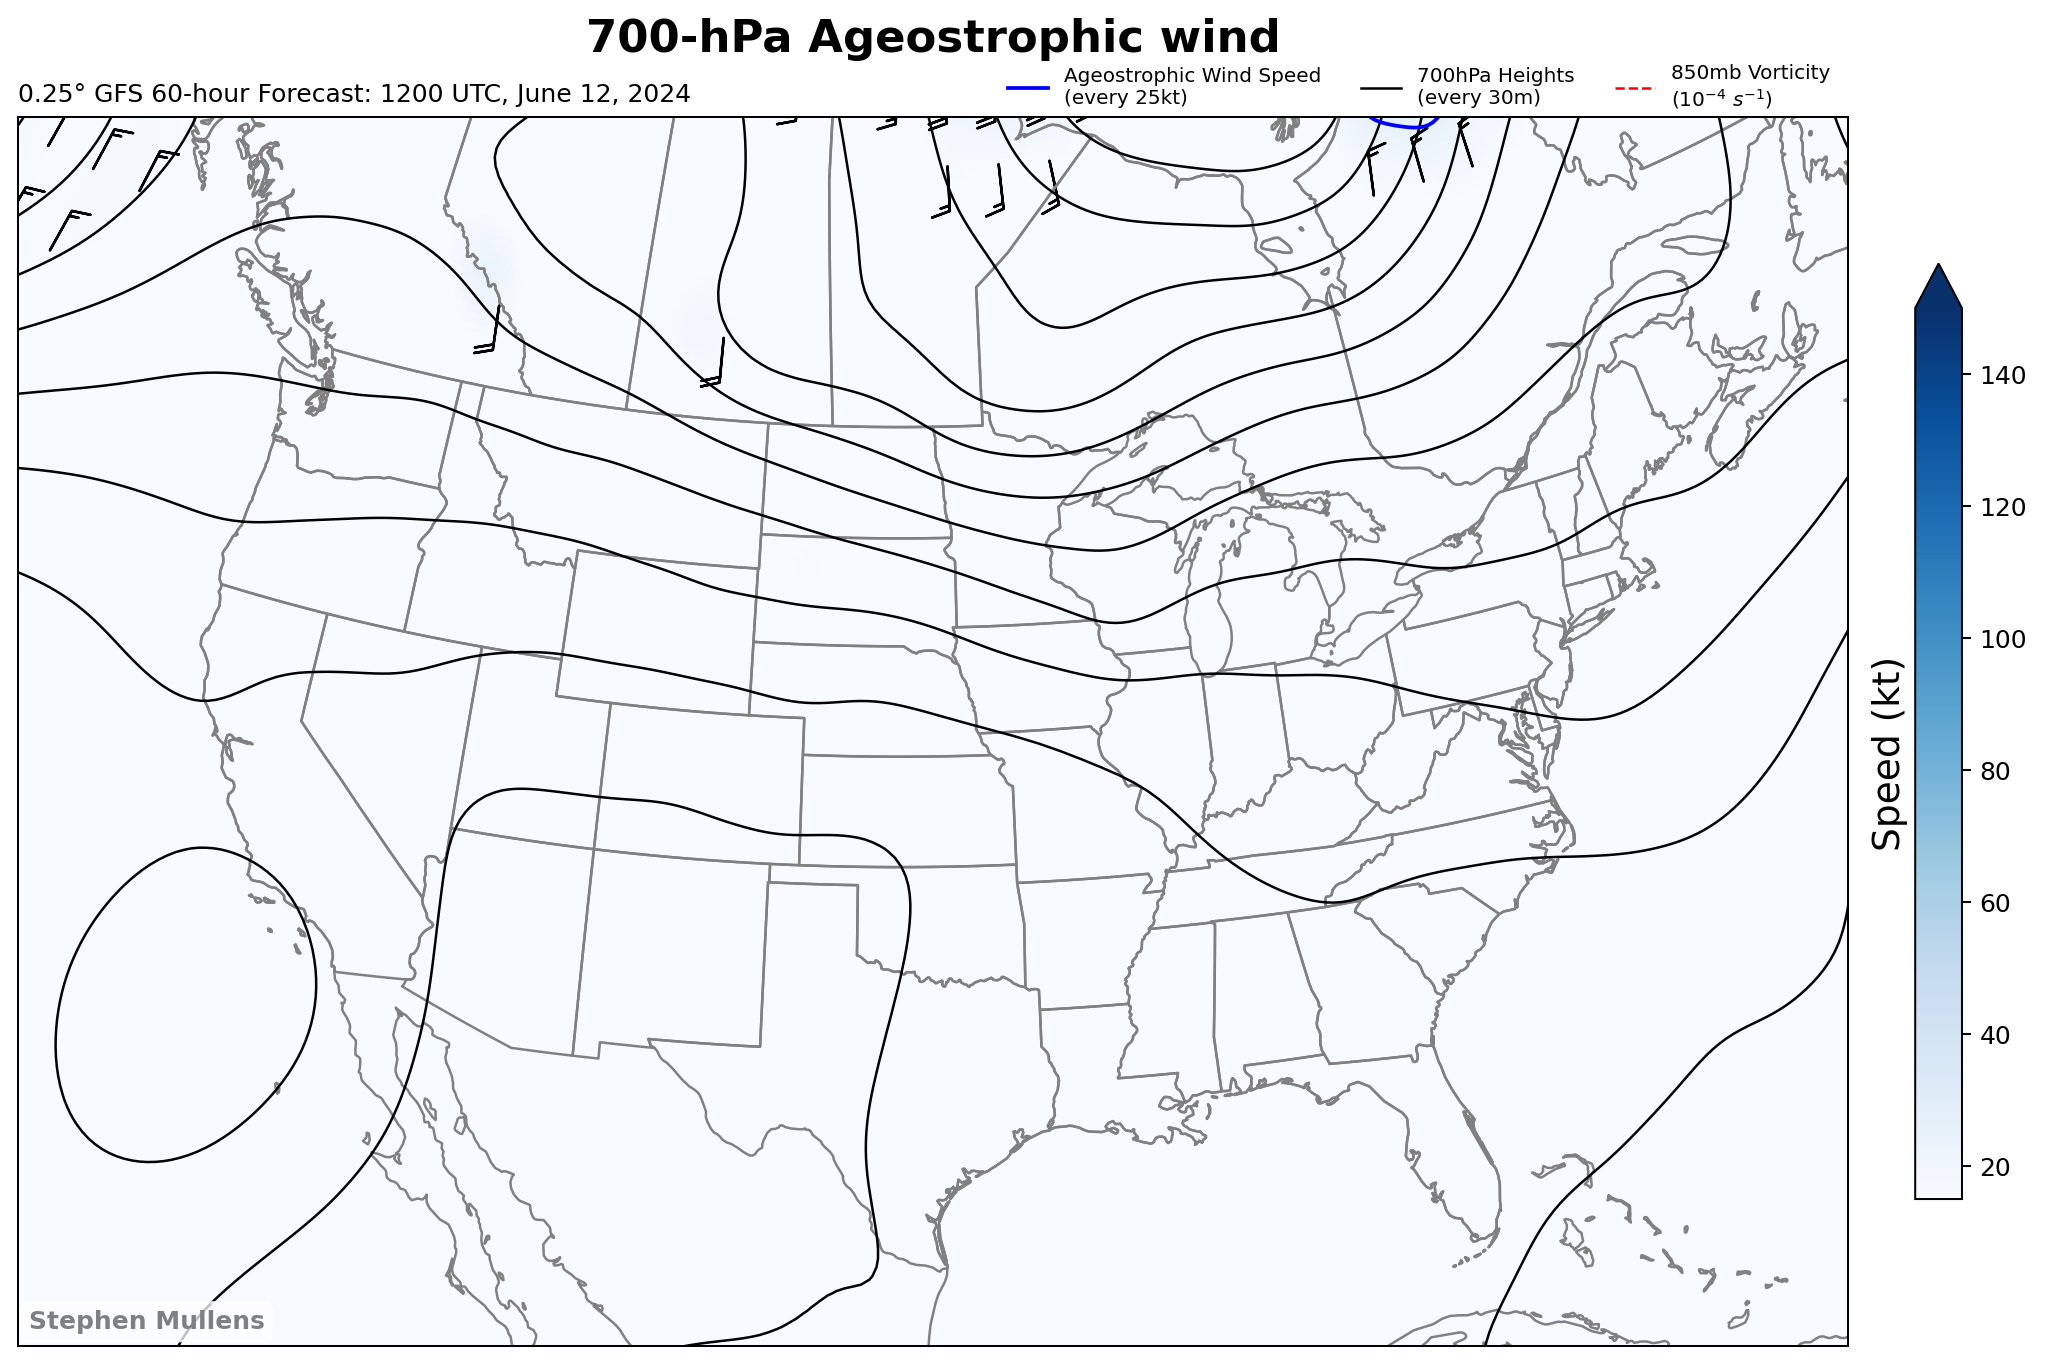 700-hPa Ageostrophic wind
0.25° GFS 60-hour Forecast: 1200 UTC, June 12, 2024
Ageostrophic Wind Speed
(every 25kt)
700hPa Heights
(every 30m)
850mb Vorticity
(10⁻⁴ s⁻¹)
140
120
100
80
60
40
20
Speed (kt)
Stephen Mullens